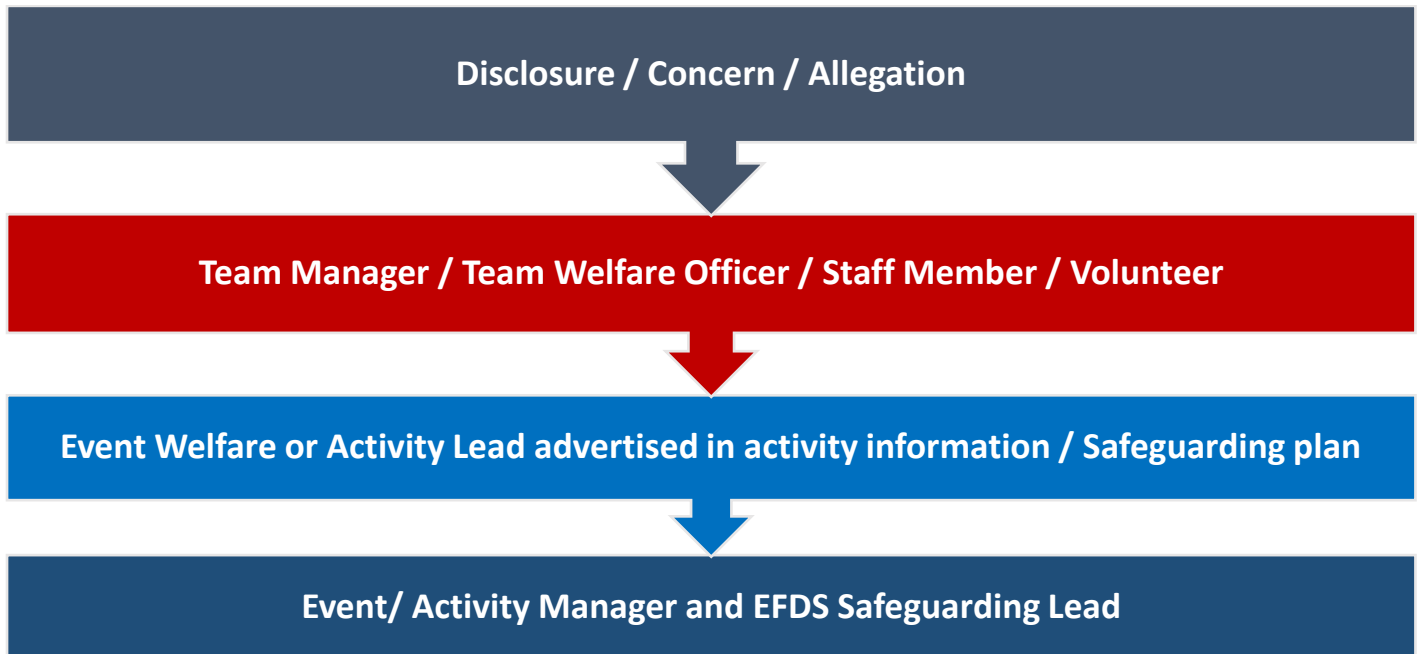 Disclosure / Concern / Allegation
Team Manager / Team Welfare Officer / Staff Member / Volunteer
Event Welfare or Activity Lead advertised in activity information / Safeguarding plan
Event/ Activity Manager and EFDS Safeguarding Lead